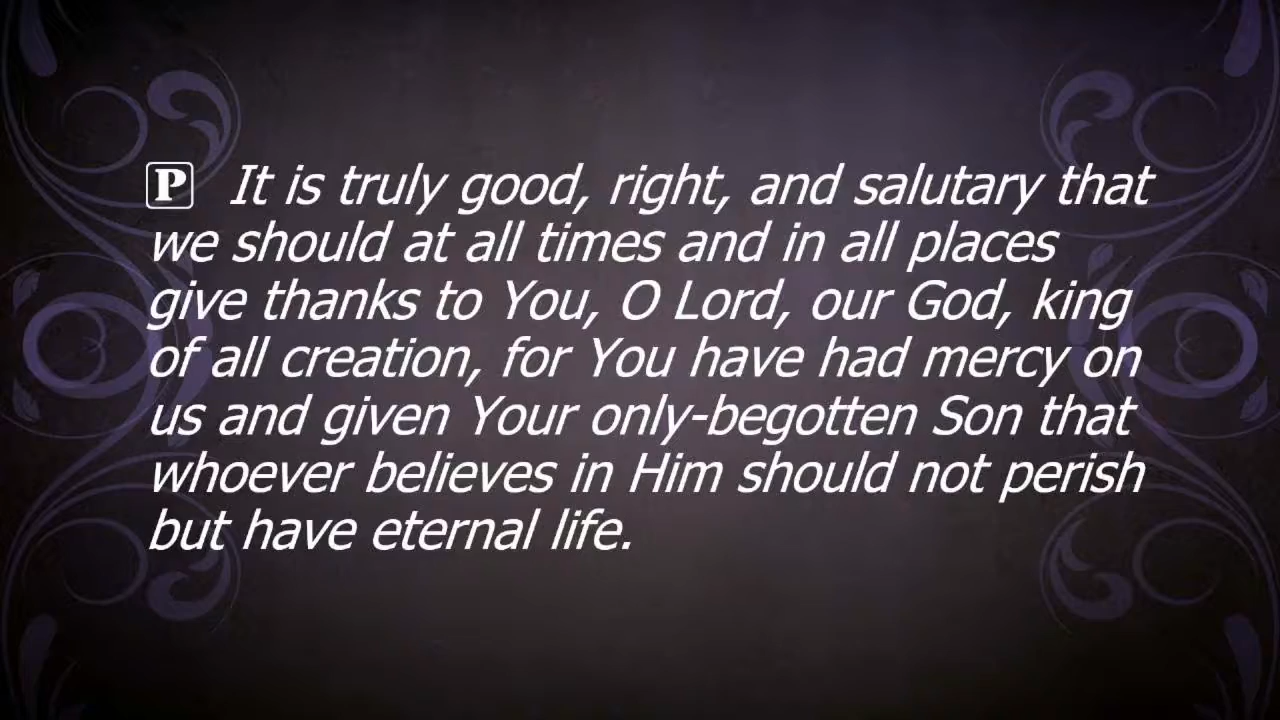 P It is truly good, right, and salutary that
we should at all times and in all places
give thanks to You, O Lord, our God, king
of all creation, for You have had mercy on
us and given Your only-begotten Son that
whoever believes in Him should not perish
but have eternal life.